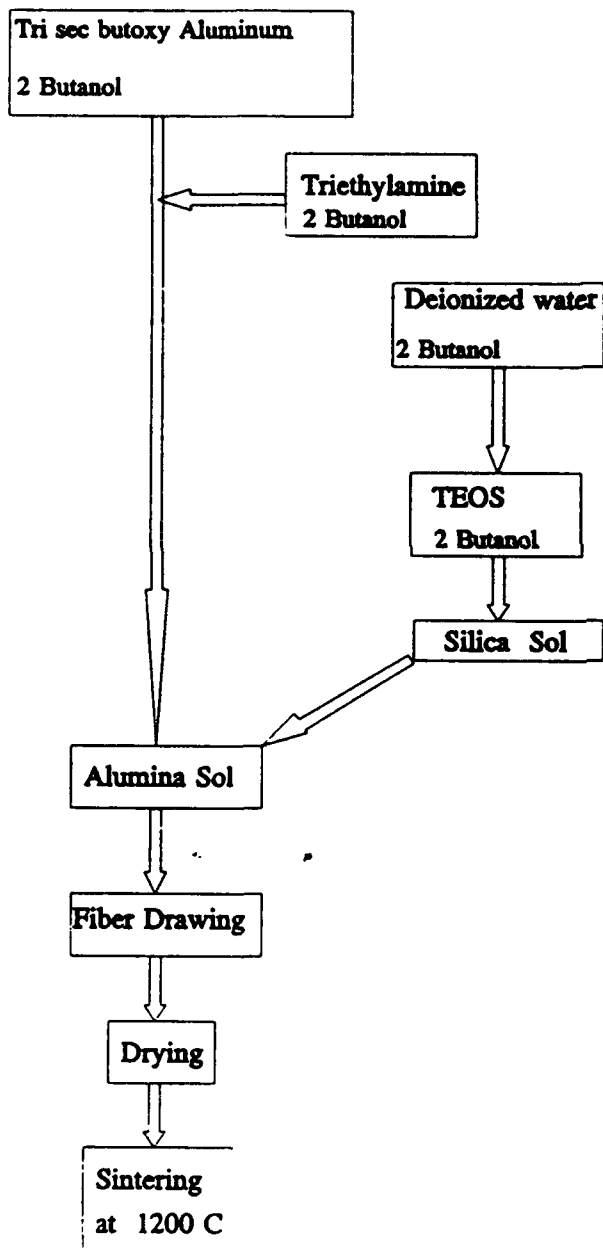 Tri sec butoxy Aluminum
2 Butanol
Triethylamine
2 Butanol
Deionized water
2 Butanol
TEOS
2 Butanol
Silica Sol
Alumina Sol
Fiber Drawing
Drying
Sintering
at 1200 C